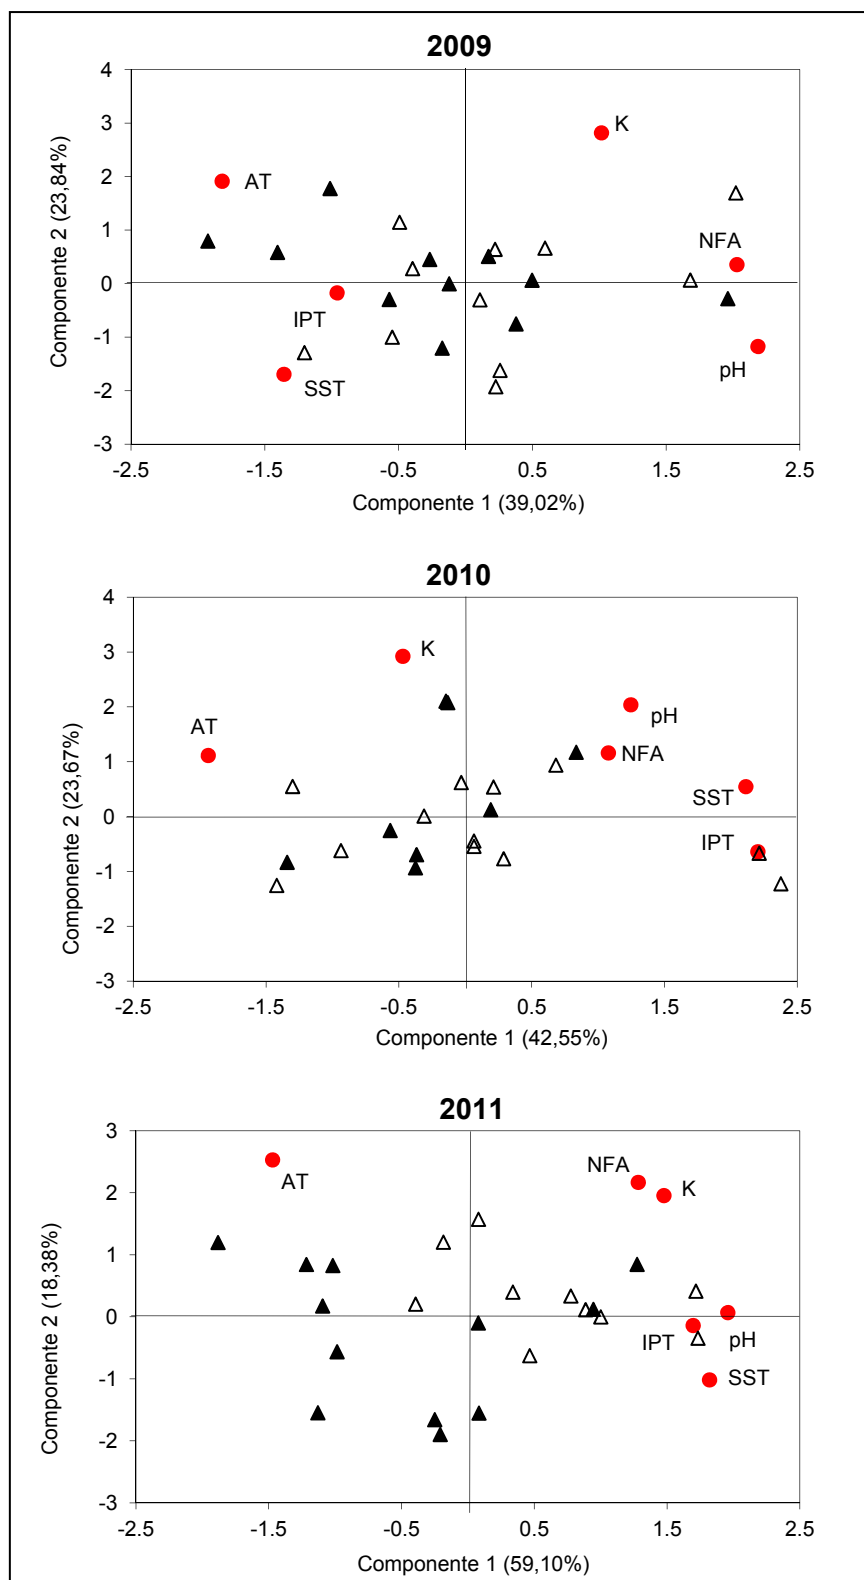 2009
4
3
2
1
0
-1
-2
-3
Componente 2 (23,84%)
K
AT
NFA
IPT
pH
SST
-2.5 -1.5 -0.5 0.5 1.5 2.5
Componente 1 (39,02%)
2010
4
3
2
1
0
-1
-2
-3
Componente 2 (23,67%)
K
pH
AT
NFA
SST
IPT
-2.5 -1.5 -0.5 0.5 1.5 2.5
Componente 1 (42,55%)
2011
3
2
1
0
-1
-2
-3
Componente 2 (18,38%)
NFA
AT
K
IPT
pH
SST
-2.5 -1.5 -0.5 0.5 1.5 2.5
Componente 1 (59,10%)